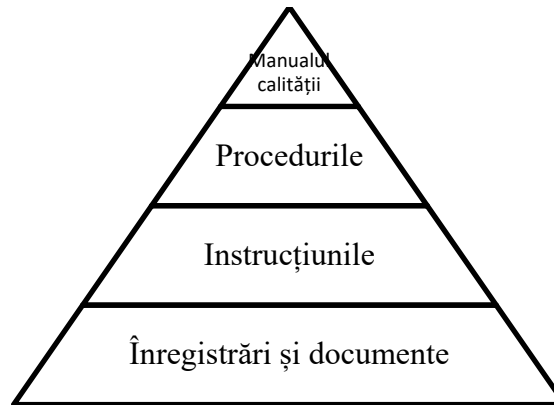 Manualul
calității
Procedurile
Instrucțiunile
Înregistrări și documente